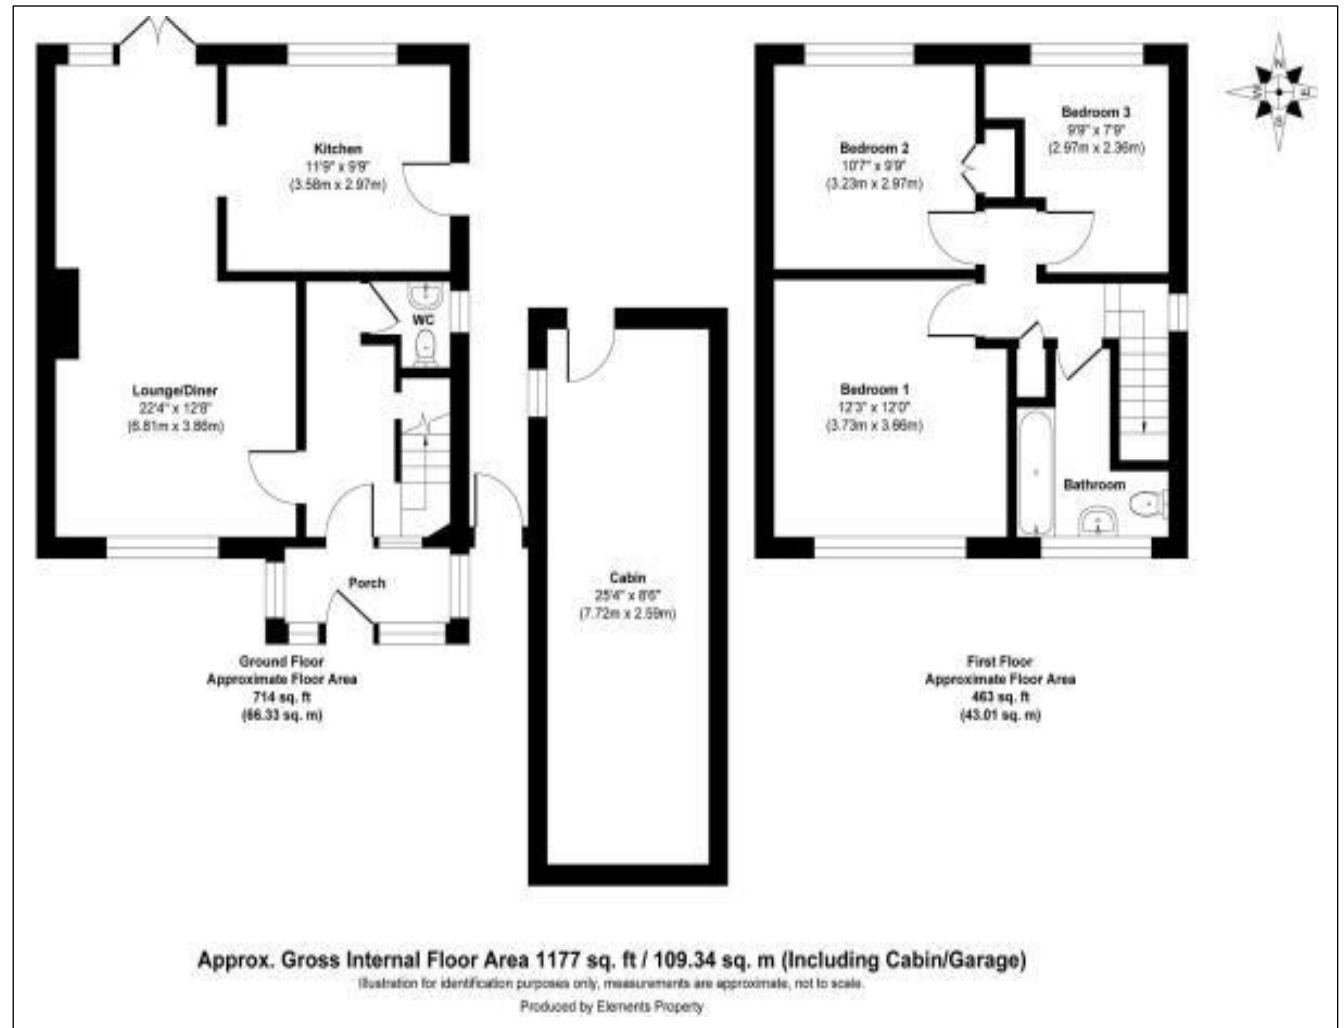 Kitchen
11'9" x 9'9"
(3.58m x 2.97m)
WC
Lounge/Diner
22'4" x 12'8"
(6.81m x 3.86m)
Porch
Cabin
25'4" x 8'6"
(7.72m x 2.59m)
Ground Floor
Approximate Floor Area
714 sq. ft
(66.33 sq. m)
Bedroom 2
10'7" x 9'9"
(3.23m x 2.97m)
Bedroom 3
9'9" x 7'9"
(2.97m x 2.36m)
Bedroom 1
12'3" x 12'0"
(3.73m x 3.66m)
Bathroom
First Floor
Approximate Floor Area
463 sq. ft
(43.01 sq. m)
N
W
E
S
Approx. Gross Internal Floor Area 1177 sq. ft / 109.34 sq. m (Including Cabin/Garage)
Illustration for identification purposes only, measurements are approximate, not to scale.
Produced by Elements Property